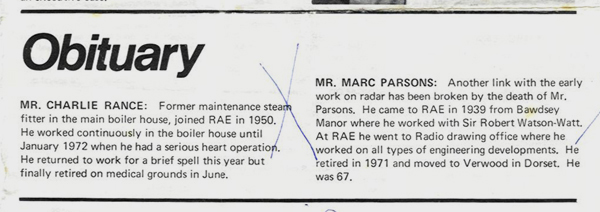 Obituary
MR. CHARLIE RANCE: Former maintenance steam
fitter in the main boiler house, joined RAE in 1950.
He worked continuously in the boiler house until
January 1972 when he had a serious heart operation.
He returned to work for a brief spell this year but
finally retired on medical grounds in June.
MR. MARC PARSONS: Another link with the early
work on radar has been broken by the death of Mr.
Parsons. He came to RAE in 1939 from Bawdsey
Manor where he worked with Sir Robert Watson-Watt.
At RAE he went to Radio drawing office where he
worked on all types of engineering developments. He
retired in 1971 and moved to Verwood in Dorset. He
was 67.